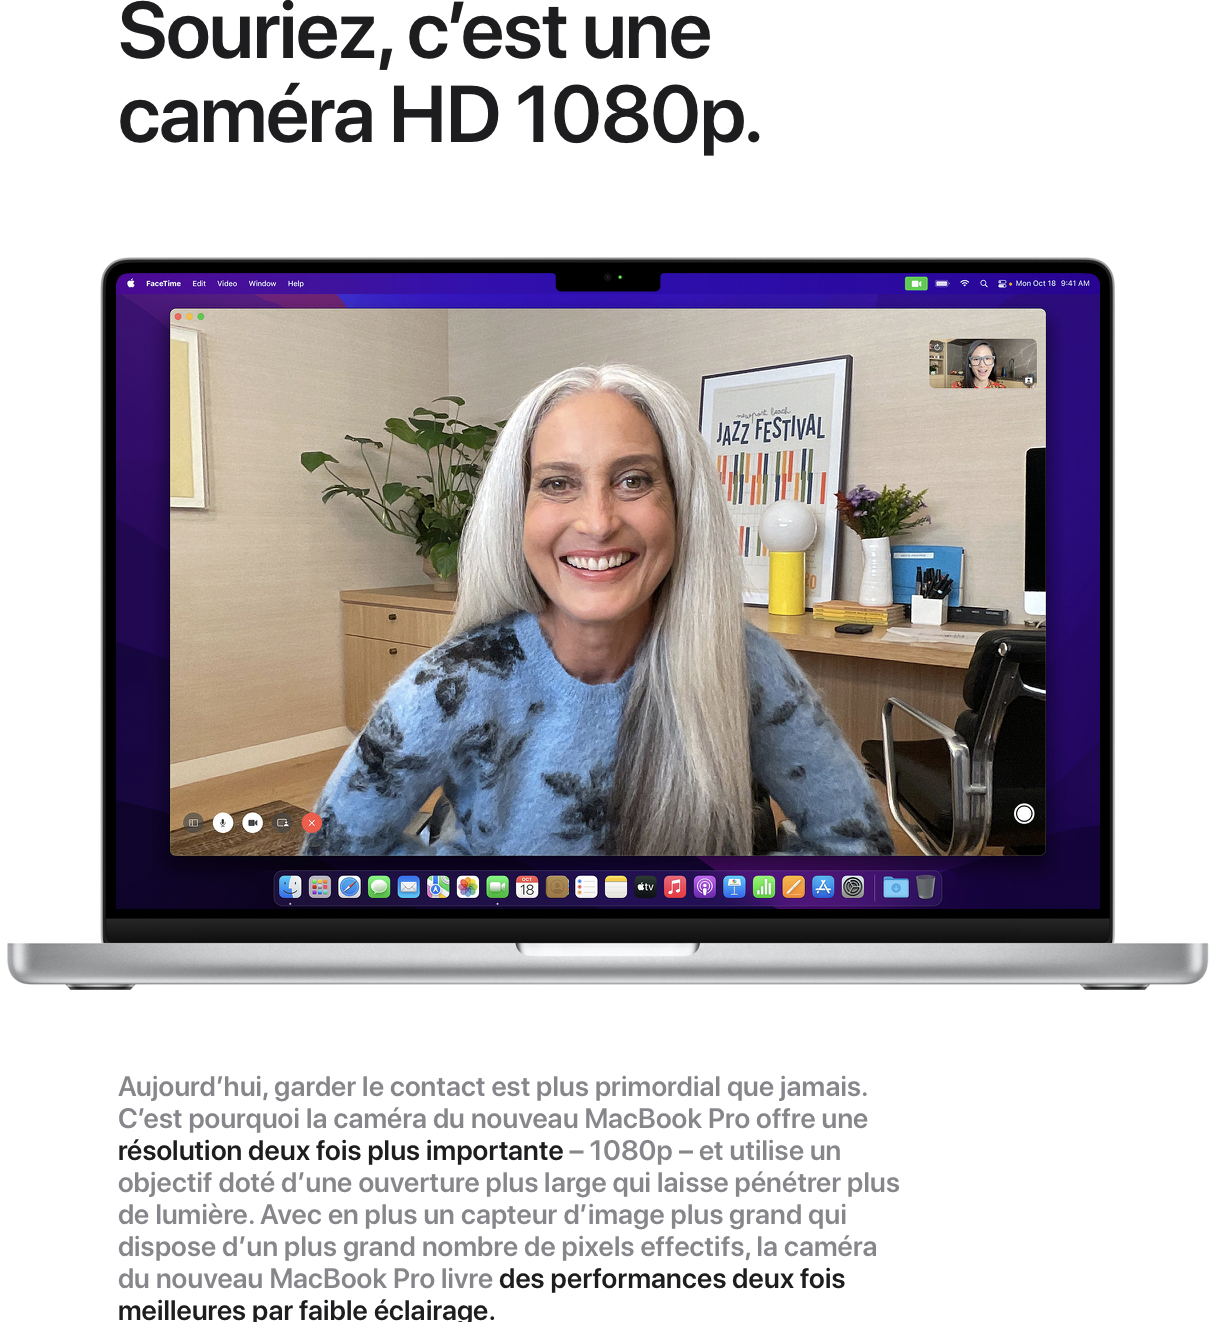 Souriez, c’est une
caméra HD 1080p.
FaceTime Edit Video Window Help
Mon Oct 18 9:41 AM
newport beach
JAZZ FESTIVAL
OCT
18
tv
Aujourd’hui, garder le contact est plus primordial que jamais.
C’est pourquoi la caméra du nouveau MacBook Pro offre une
résolution deux fois plus importante – 1080p – et utilise un
objectif doté d’une ouverture plus large qui laisse pénétrer plus
de lumière. Avec en plus un capteur d’image plus grand qui
dispose d’un plus grand nombre de pixels effectifs, la caméra
du nouveau MacBook Pro livre des performances deux fois
meilleures par faible éclairage.